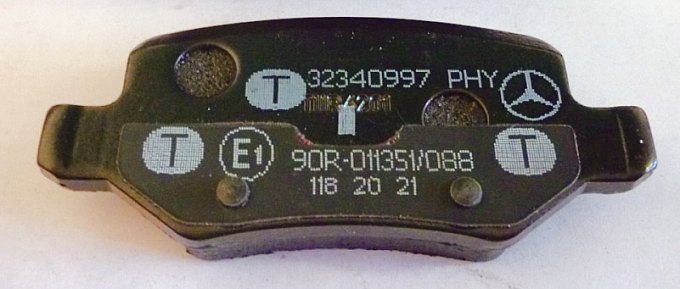 T 32340997 PHY
T E1 90R-011351/088 T
118 20 21